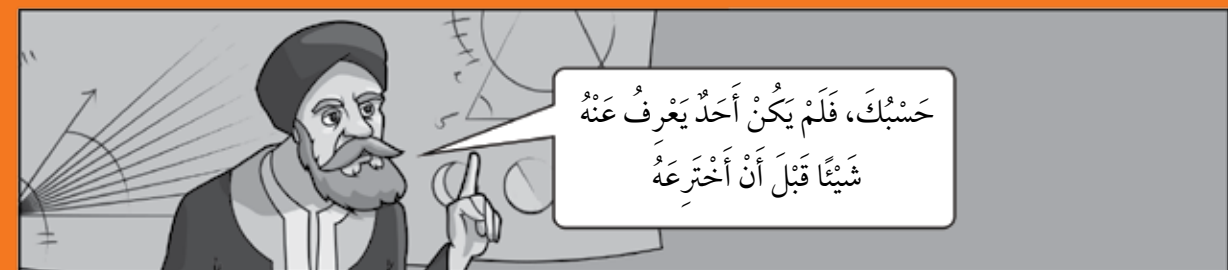 حَسْبُكَ، فَلَمْ يَكُنْ أَحَدٌ يَعْرِفُ عَنْهُ
شَيْئًا قَبْلَ أَنْ أَخْتَرِعَهُ